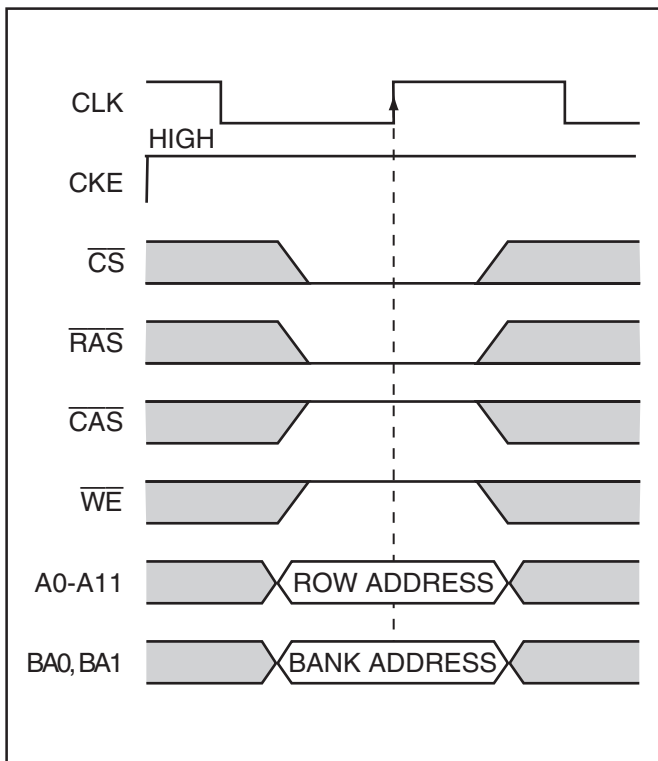 CLK
HIGH
CKE
CS
RAS
CAS
WE
A0-A11 ROW ADDRESS
BA0, BA1 BANK ADDRESS